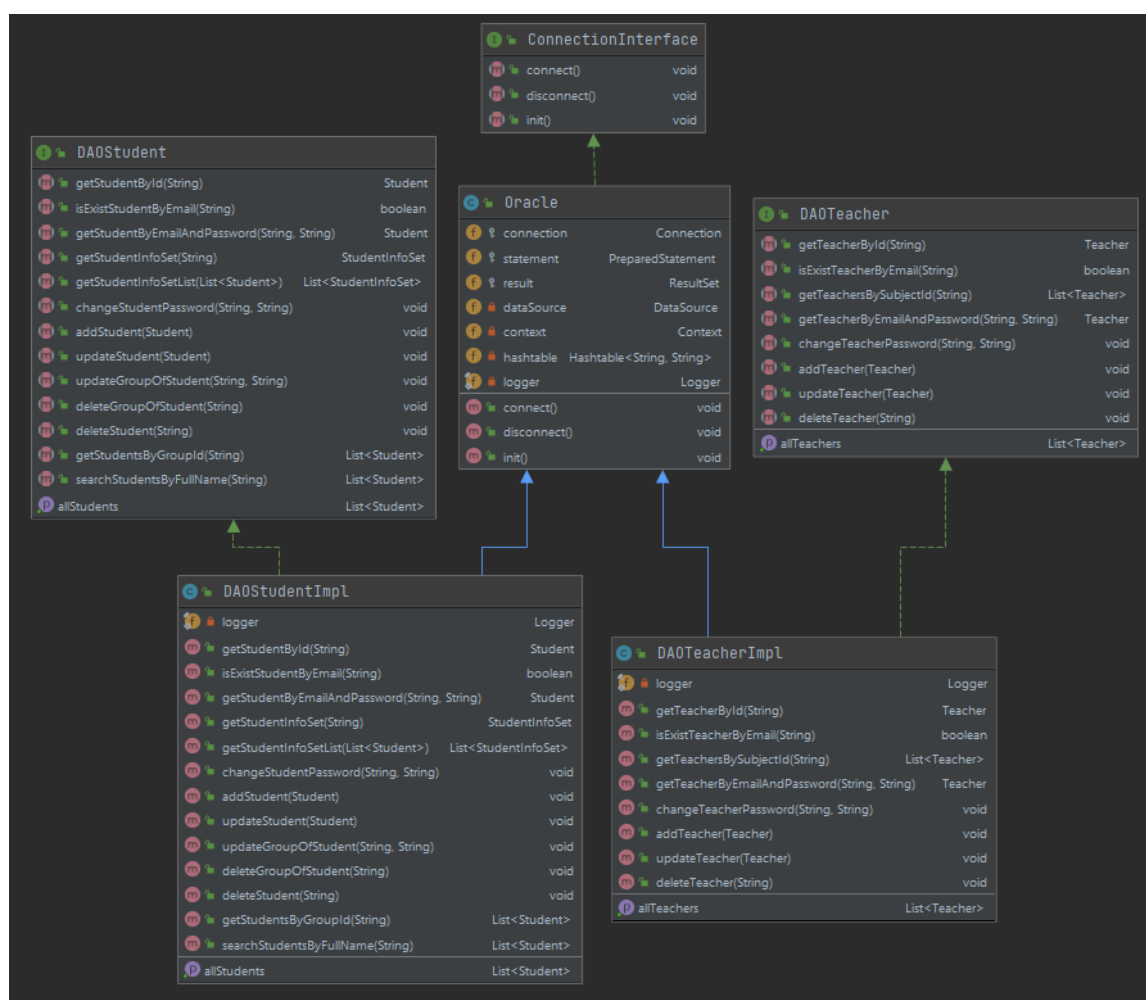 ConnectionInterface
connect() void
disconnect() void
init() void
DAOStudent
getStudentById(String) Student
isExistStudentByEmail(String) boolean
getStudentByEmailAndPassword(String, String) Student
getStudentInfoSet(String) StudentInfoSet
getStudentInfoSetList(List<Student>) List<StudentInfoSet>
changeStudentPassword(String, String) void
addStudent(Student) void
updateStudent(Student) void
updateGroupOfStudent(String, String) void
deleteGroupOfStudent(String) void
deleteStudent(String) void
getStudentsByGroupId(String) List<Student>
searchStudentsByFullName(String) List<Student>
allStudents List<Student>
Oracle
connection Connection
statement PreparedStatement
result ResultSet
dataSource DataSource
context Context
hashtable Hashtable<String, String>
logger Logger
connect() void
disconnect() void
init() void
DAOTeacher
getTeacherById(String) Teacher
isExistTeacherByEmail(String) boolean
getTeachersBySubjectId(String) List<Teacher>
getTeacherByEmailAndPassword(String, String) Teacher
changeTeacherPassword(String, String) void
addTeacher(Teacher) void
updateTeacher(Teacher) void
deleteTeacher(String) void
allTeachers List<Teacher>
DAOStudentImpl
logger Logger
getStudentById(String) Student
isExistStudentByEmail(String) boolean
getStudentByEmailAndPassword(String, String) Student
getStudentInfoSet(String) StudentInfoSet
getStudentInfoSetList(List<Student>) List<StudentInfoSet>
changeStudentPassword(String, String) void
addStudent(Student) void
updateStudent(Student) void
updateGroupOfStudent(String, String) void
deleteGroupOfStudent(String) void
deleteStudent(String) void
getStudentsByGroupId(String) List<Student>
searchStudentsByFullName(String) List<Student>
allStudents List<Student>
DAOTeacherImpl
logger Logger
getTeacherById(String) Teacher
isExistTeacherByEmail(String) boolean
getTeachersBySubjectId(String) List<Teacher>
getTeacherByEmailAndPassword(String, String) Teacher
changeTeacherPassword(String, String) void
addTeacher(Teacher) void
updateTeacher(Teacher) void
deleteTeacher(String) void
allTeachers List<Teacher>